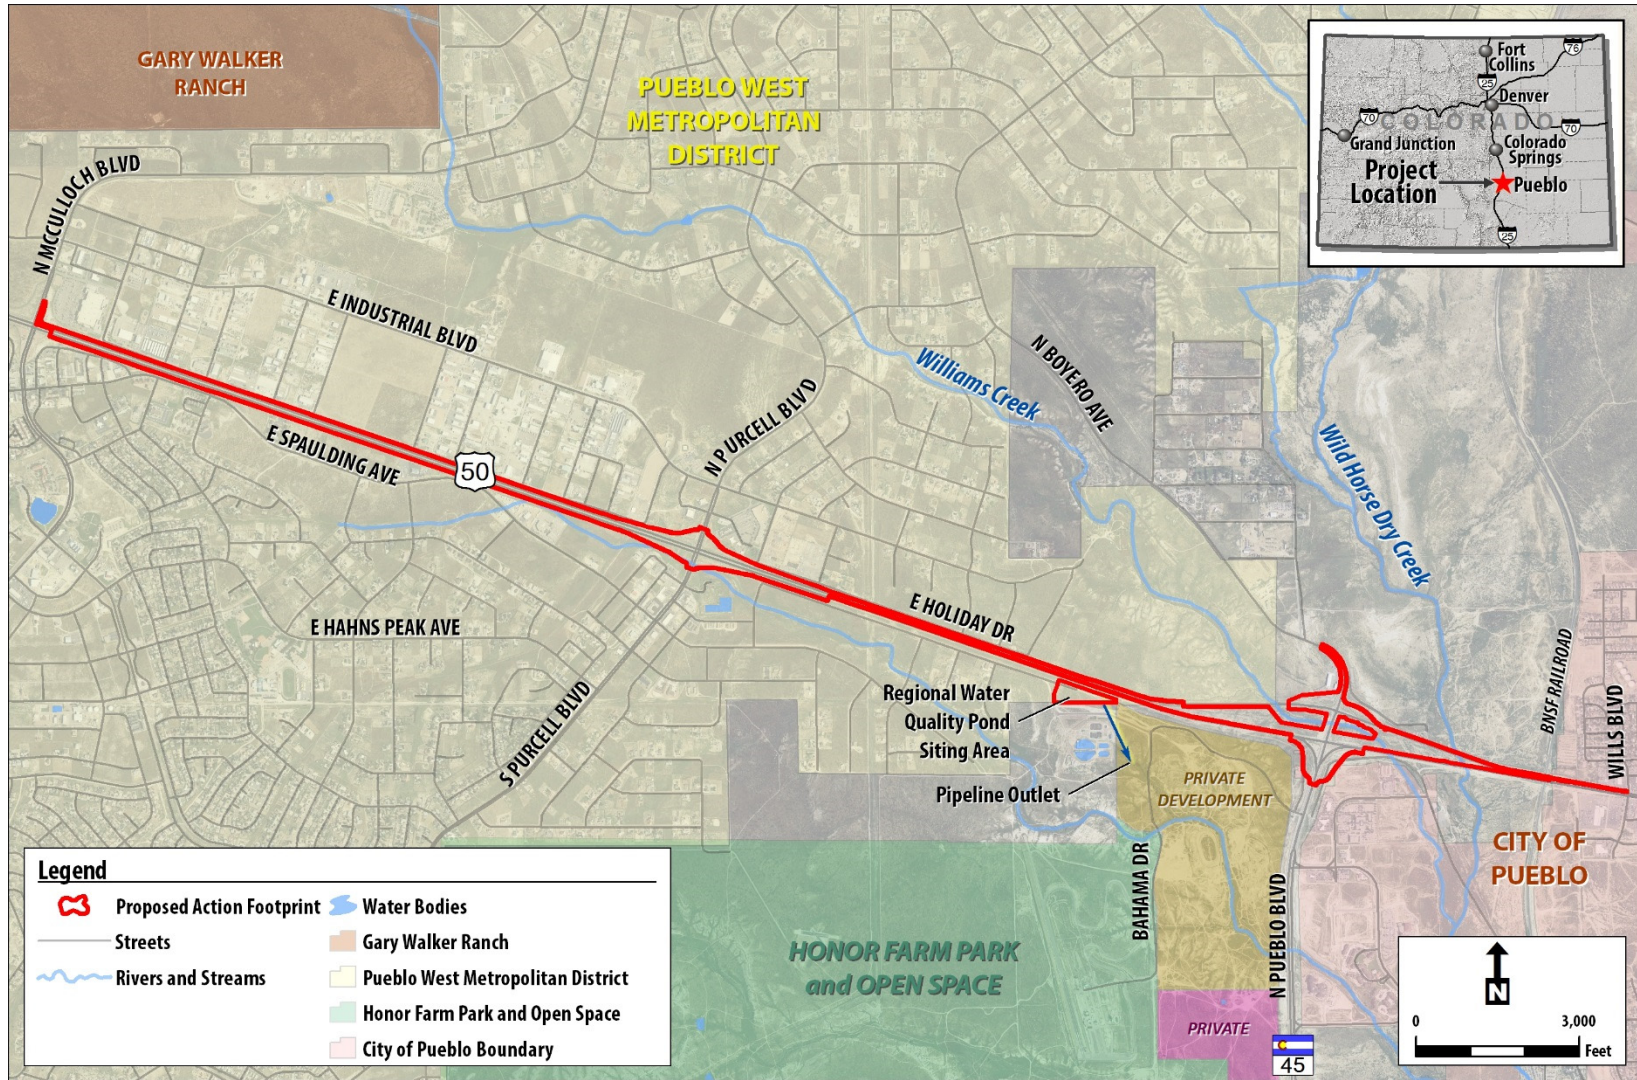 GARY WALKER
RANCH
PUEBLO WEST
METROPOLITAN
DISTRICT
76
Fort
Collins
25
Denver
70
COLORADO
70
Grand Junction
Colorado
Springs
Project
Location
Pueblo
25
N MCCULLOCH BLVD
E INDUSTRIAL BLVD
N BOYERO AVE
Williams Creek
N PURCELL BLVD
E SPAULDING AVE
50
Wild Horse Dry Creek
E HOLIDAY DR
E HAHNS PEAK AVE
BNSF RAILROAD
WILLS BLVD
S PURCELL BLVD
Regional Water
Quality Pond
Siting Area
Pipeline Outlet
PRIVATE
DEVELOPMENT
CITY OF
PUEBLO
BAHAMA DR
N PUEBLO BLVD
HONOR FARM PARK
and OPEN SPACE
PRIVATE
45
Legend
Proposed Action Footprint
Streets
Rivers and Streams
Water Bodies
Gary Walker Ranch
Pueblo West Metropolitan District
Honor Farm Park and Open Space
City of Pueblo Boundary
N
0 3,000
Feet